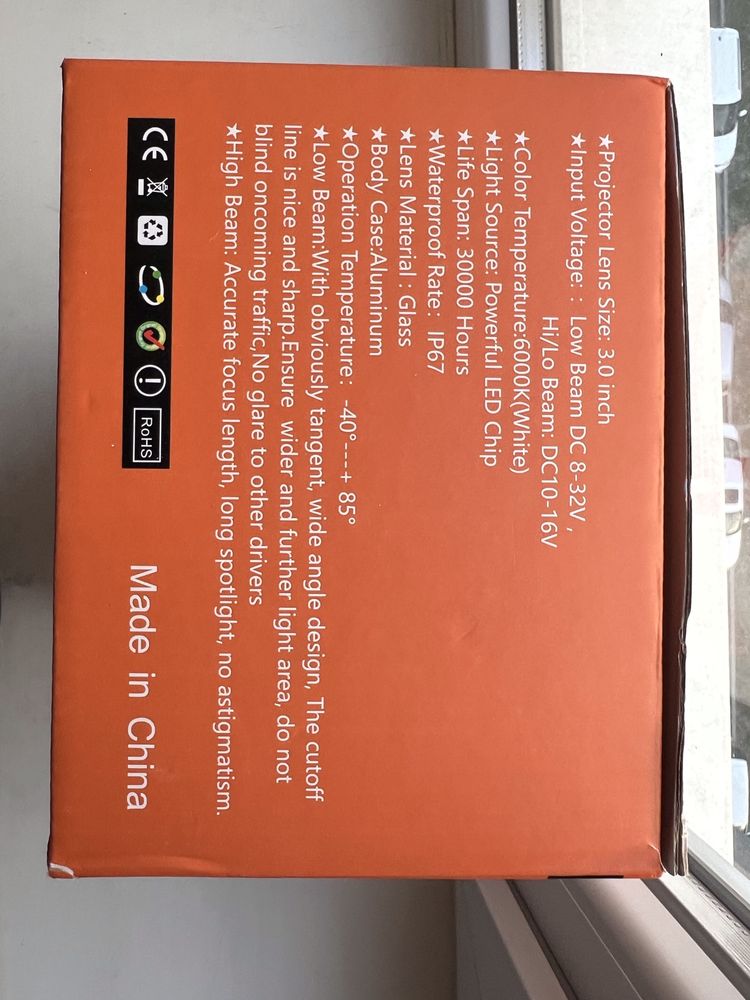 ★Projector Lens Size: 3.0 inch
★Input Voltage: : Low Beam DC 8-32V ,
Hi/Lo Beam: DC10-16V
★Color Temperature:6000K(White)
★Light Source: Powerful LED Chip
★Life Span: 30000 Hours
★Waterproof Rate: IP67
★Lens Material : Glass
★Body Case:Aluminum
★Operation Temperature: -40°---+ 85°
★Low Beam:With obviously tangent, wide angle design, The cutoff
line is nice and sharp.Ensure wider and further light area, do not
blind oncoming traffic,No glare to other drivers
★High Beam: Accurate focus length, long spotlight, no astigmatism.
CE RoHS Made in China